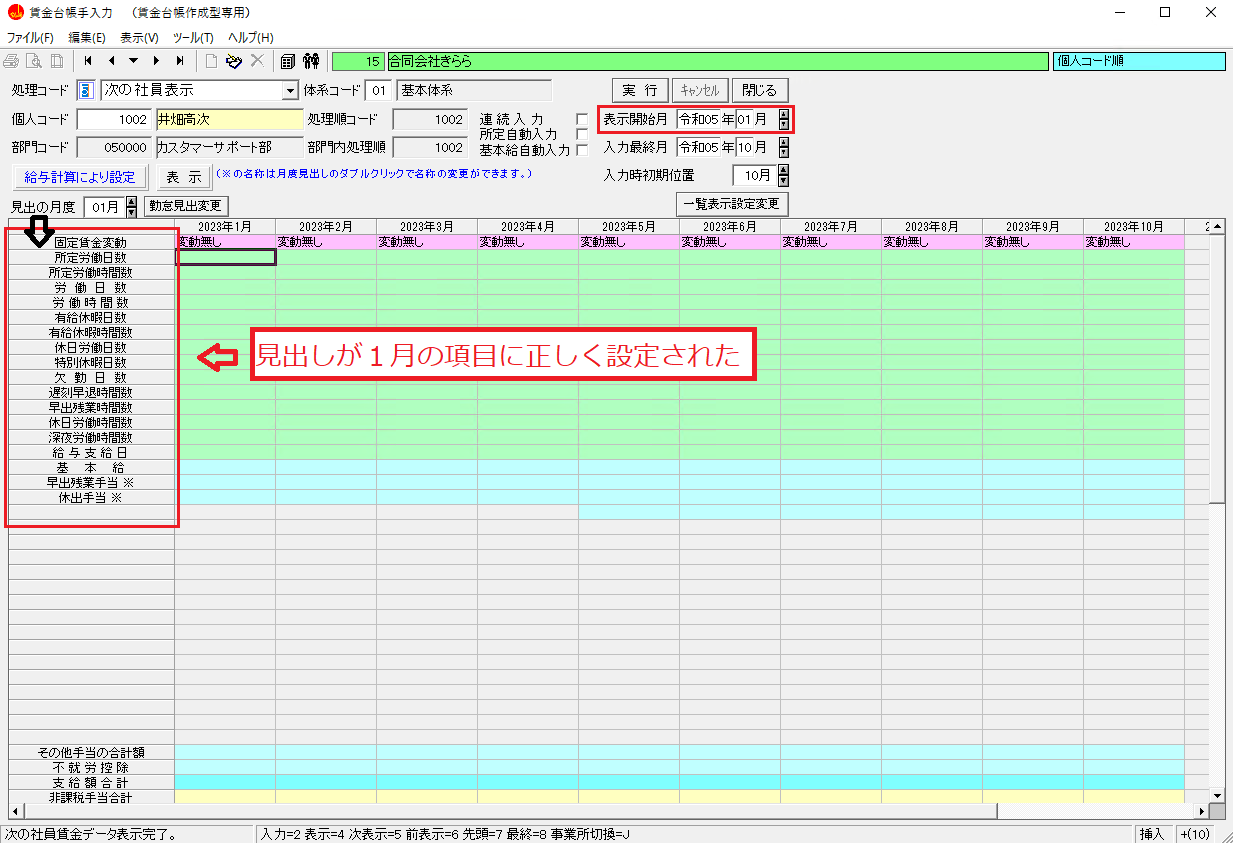 賃金台帳手入力 (賃金台帳作成型専用)
ファイル(F) 編集(E) 表示(V) ツール(T) ヘルプ(H)
15 合同会社きらら 個人コード順
処理コード 5 次の社員表示 体系コード 01 基本体系 実 行 キャンセル 閉じる
個人コード 1002 井畑高次 処理順コード 1002 連 続 入 力 表示開始月 令和05 年 01 月
所定自動入力
部門コード 050000 カスタマーサポート部 部門内処理順 1002 基本給自動入力 入力最終月 令和05 年 10 月
給与計算により設定 表 示 (※の名称は月度見出しのダブルクリックで名称の変更ができます。) 入力時初期位置 10月
見出の月度 01月 勤怠見出変更 一覧表示設定変更
2023年1月 2023年2月 2023年3月 2023年4月 2023年5月 2023年6月 2023年7月 2023年8月 2023年9月 2023年10月 2
固定賃金変動 変動無し 変動無し 変動無し 変動無し 変動無し 変動無し 変動無し 変動無し 変動無し 変動無し
所定労働日数
所定労働時間数
労 働 日 数
労 働 時 間 数
有給休暇日数
有給休暇時間数
休日労働日数
見出しが１月の項目に正しく設定された
特別休暇日数
欠 勤 日 数
遅刻早退時間数
早出残業時間数
休日労働時間数
深夜労働時間数
給 与 支 給 日
基 本 給
早出残業手当 ※
休出手当 ※
その他手当の合計額
不 就 労 控 除
支 給 額 合 計
非課税手当合計
次の社員賃金データ表示完了。 入力=2 表示=4 次表示=5 前表示=6 先頭=7 最終=8 事業所切換=J 挿入 +(10)